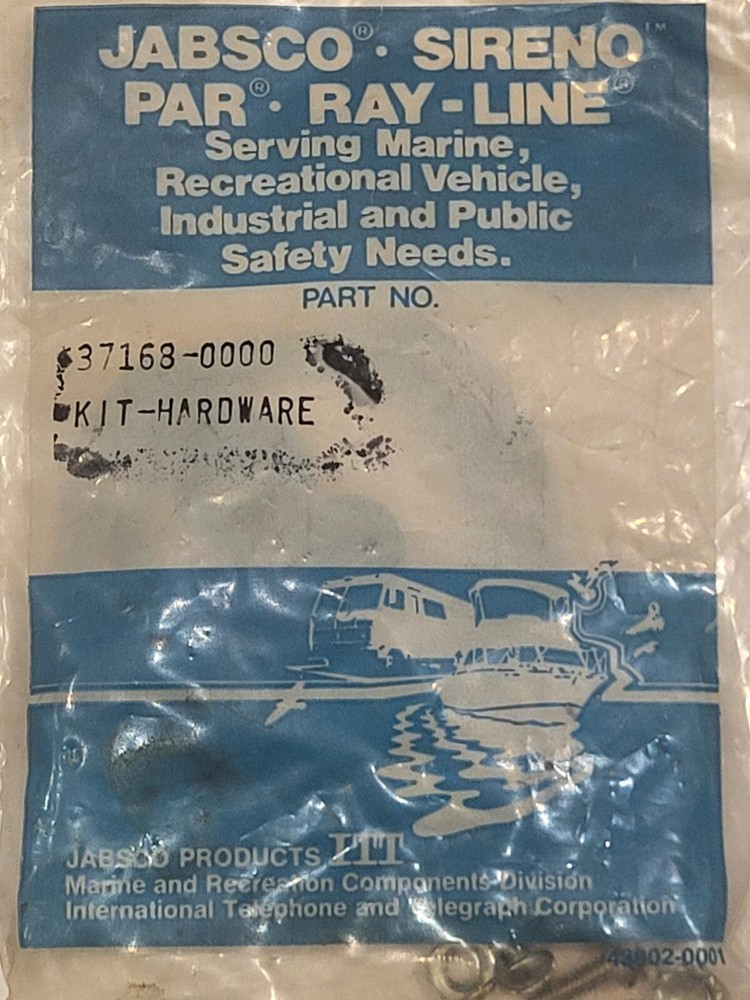 JABSCO® · SIRENO™
PAR® · RAY-LINE®
Serving Marine,
Recreational Vehicle,
Industrial and Public
Safety Needs.
PART NO.
37168-0000
KIT-HARDWARE
JABSCO PRODUCTS ITT
Marine and Recreation Components Division
International Telephone and Telegraph Corporation
43002-0001